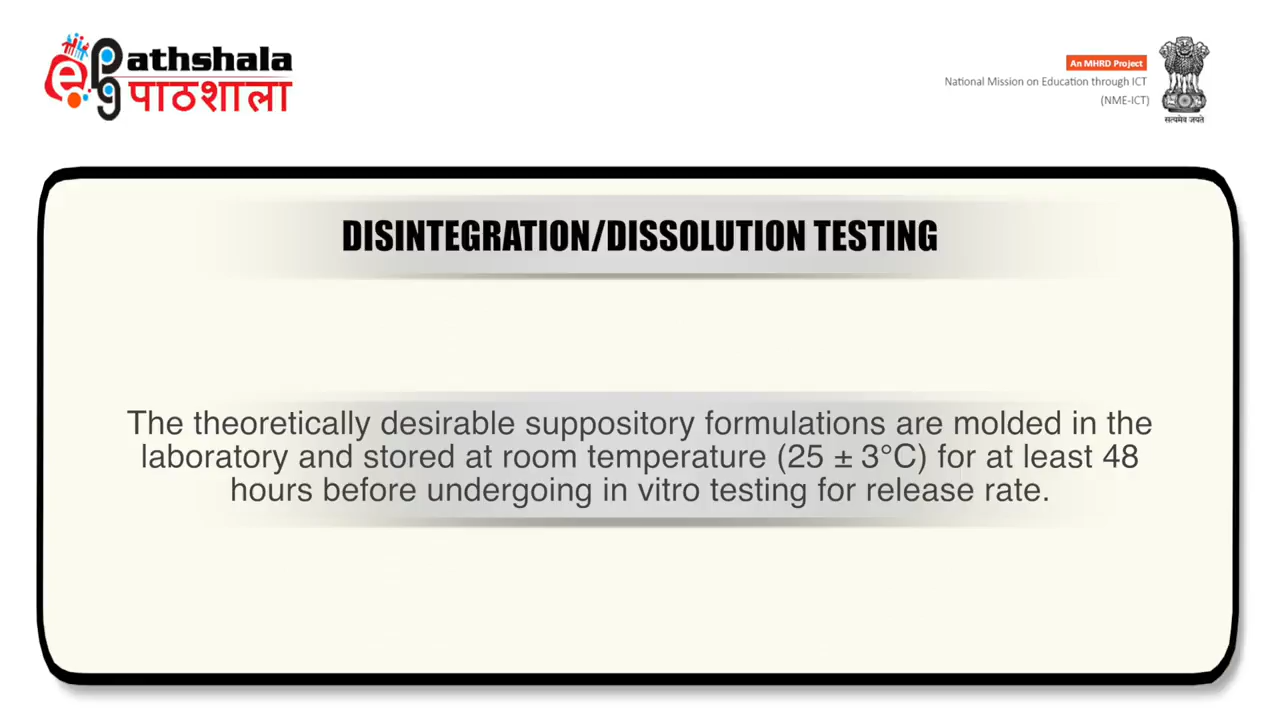 e pg athshala
पाठशाला
An MHRD Project
National Mission on Education through ICT
(NME-ICT)
सत्यमेव जयते
DISINTEGRATION/DISSOLUTION TESTING
The theoretically desirable suppository formulations are molded in the
laboratory and stored at room temperature (25 ± 3°C) for at least 48
hours before undergoing in vitro testing for release rate.